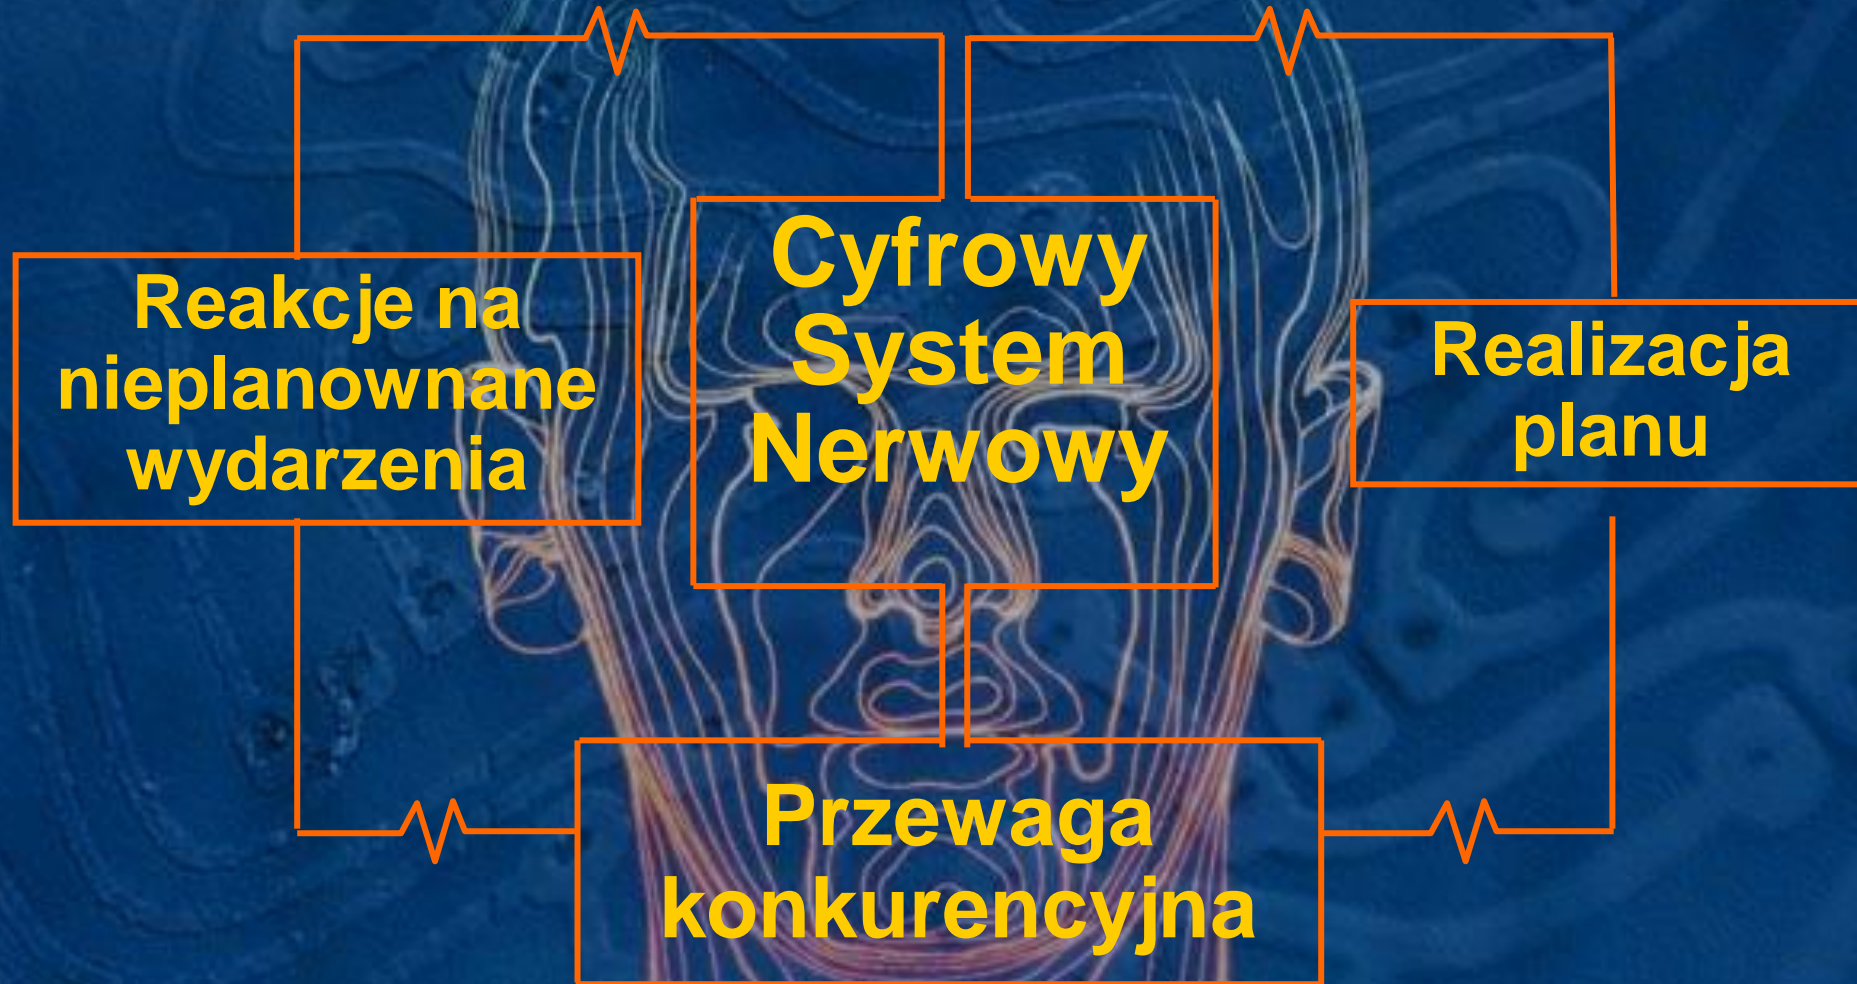 Cyfrowy
System
Nerwowy
Reakcje na
nieplanownane
wydarzenia
Realizacja
planu
Przewaga
konkurencyjna